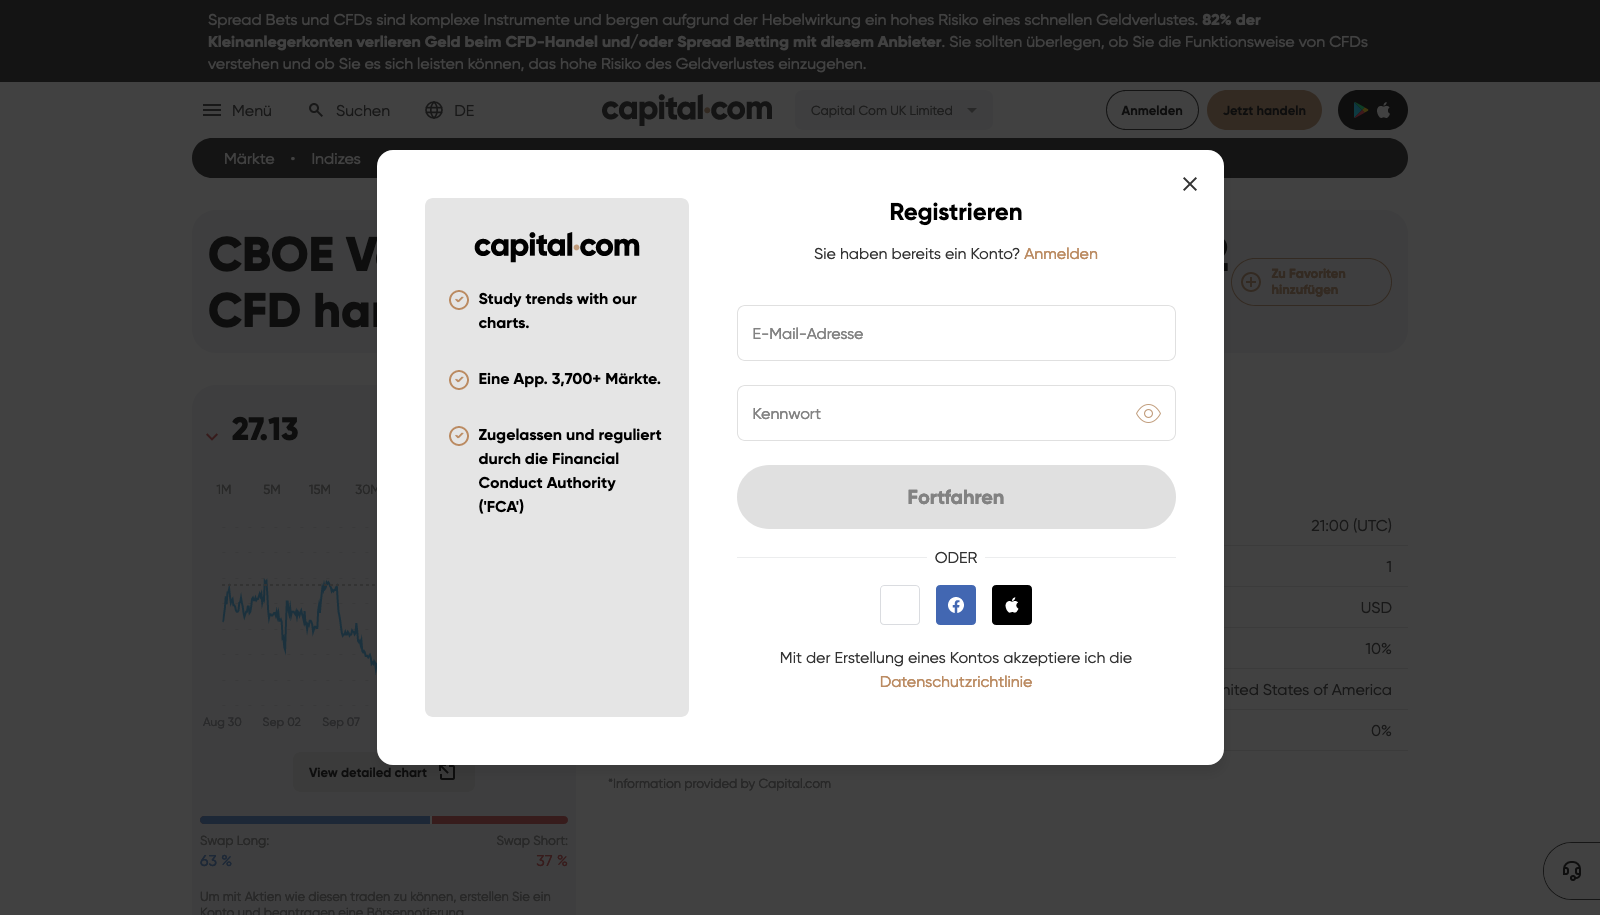 Spread Bets und CFDs sind komplexe Instrumente und bergen aufgrund der Hebelwirkung ein hohes Risiko eines schnellen Geldverlustes. 82% der
Kleinanlegerkonten verlieren Geld beim CFD-Handel und/oder Spread Betting mit diesem Anbieter. Sie sollten überlegen, ob Sie die Funktionsweise von CFDs
verstehen und ob Sie es sich leisten können, das hohe Risiko des Geldverlustes einzugehen.
Menü Suchen DE capital.com Capital Com UK Limited Anmelden Jetzt handeln
Märkte • Indizes
CBOE
CFD
Zu Favoriten
hinzufügen
27.13
1M 5M 15M 30M
Aug 30 Sep 02 Sep 07
View detailed chart
Swap Long: Swap Short:
63 % 37 %
Um mit Aktien wie diesen traden zu können, erstellen Sie ein
Konto und beantragen eine Börsennotierung
capital.com
Study trends with our
charts.
Eine App. 3,700+ Märkte.
Zugelassen und reguliert
durch die Financial
Conduct Authority
('FCA')
Registrieren
Sie haben bereits ein Konto? Anmelden
E-Mail-Adresse
Kennwort
Fortfahren
ODER
Mit der Erstellung eines Kontos akzeptiere ich die
Datenschutzrichtlinie
21:00 (UTC)
1
USD
10%
States of America
0%
*Information provided by Capital.com